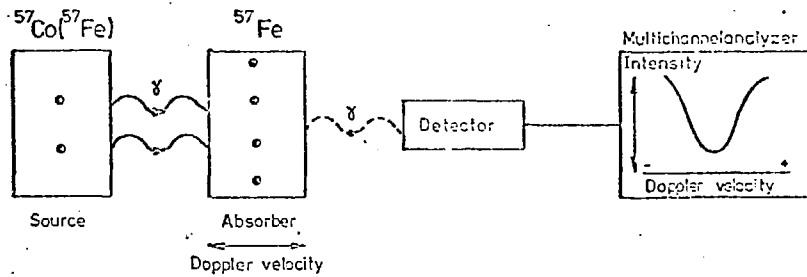 ⁵⁷Co(⁵⁷Fe)
⁵⁷Fe
γ
γ
Source
Absorber
Doppler velocity
Detector
Multichannelanalyzer
Intensity
- +
Doppler velocity